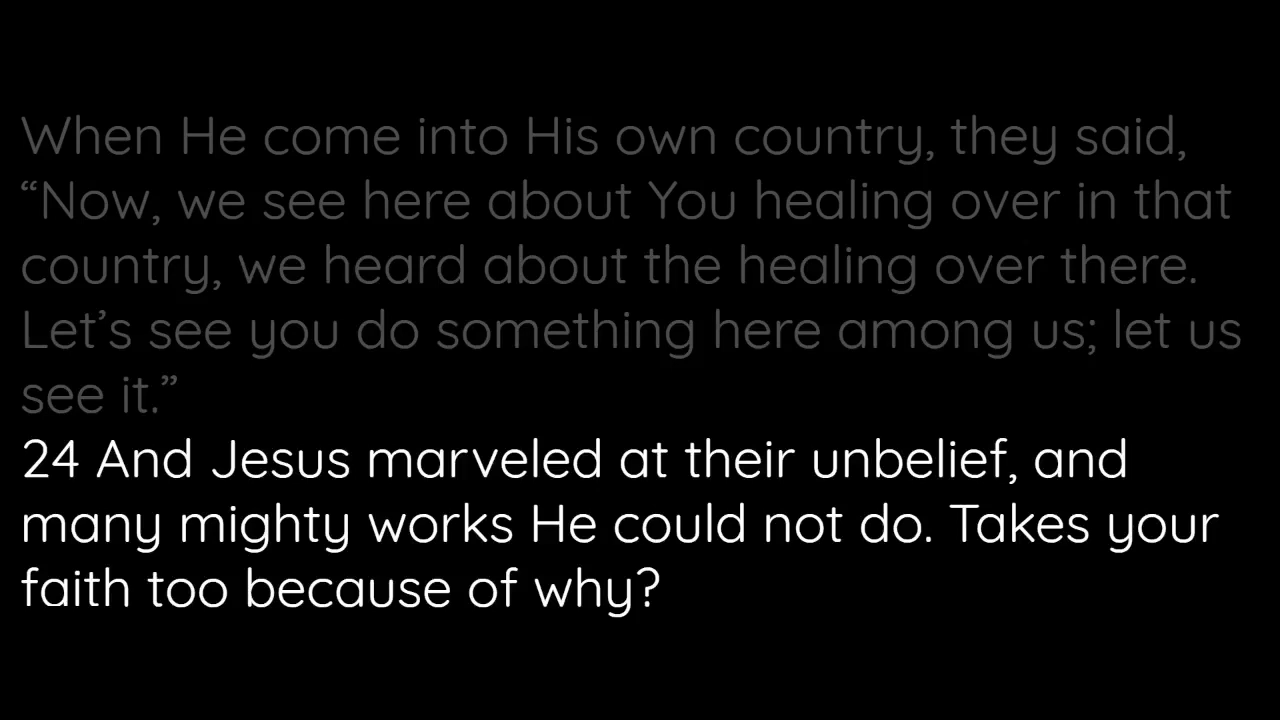 When He come into His own country, they said,
“Now, we see here about You healing over in that
country, we heard about the healing over there.
Let’s see you do something here among us; let us
see it.”
24 And Jesus marveled at their unbelief, and
many mighty works He could not do. Takes your
faith too because of why?